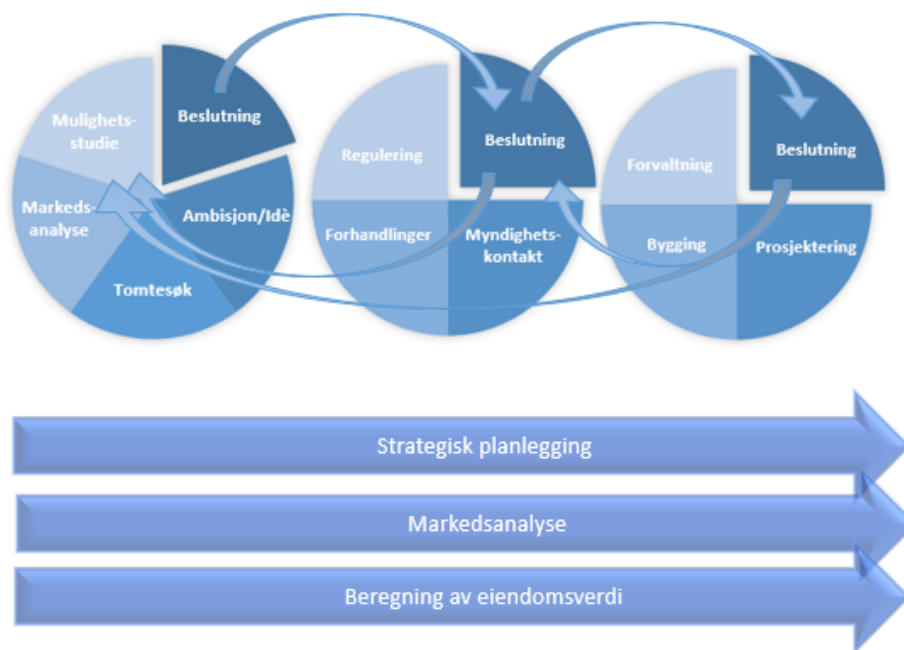 Mulighets-
studie
Beslutning
Markeds-
analyse
Ambisjon/Idè
Tomtesøk
Regulering
Beslutning
Forhandlinger
Myndighets-
kontakt
Forvaltning
Beslutning
Bygging
Prosjektering
Strategisk planlegging
Markedsanalyse
Beregning av eiendomsverdi